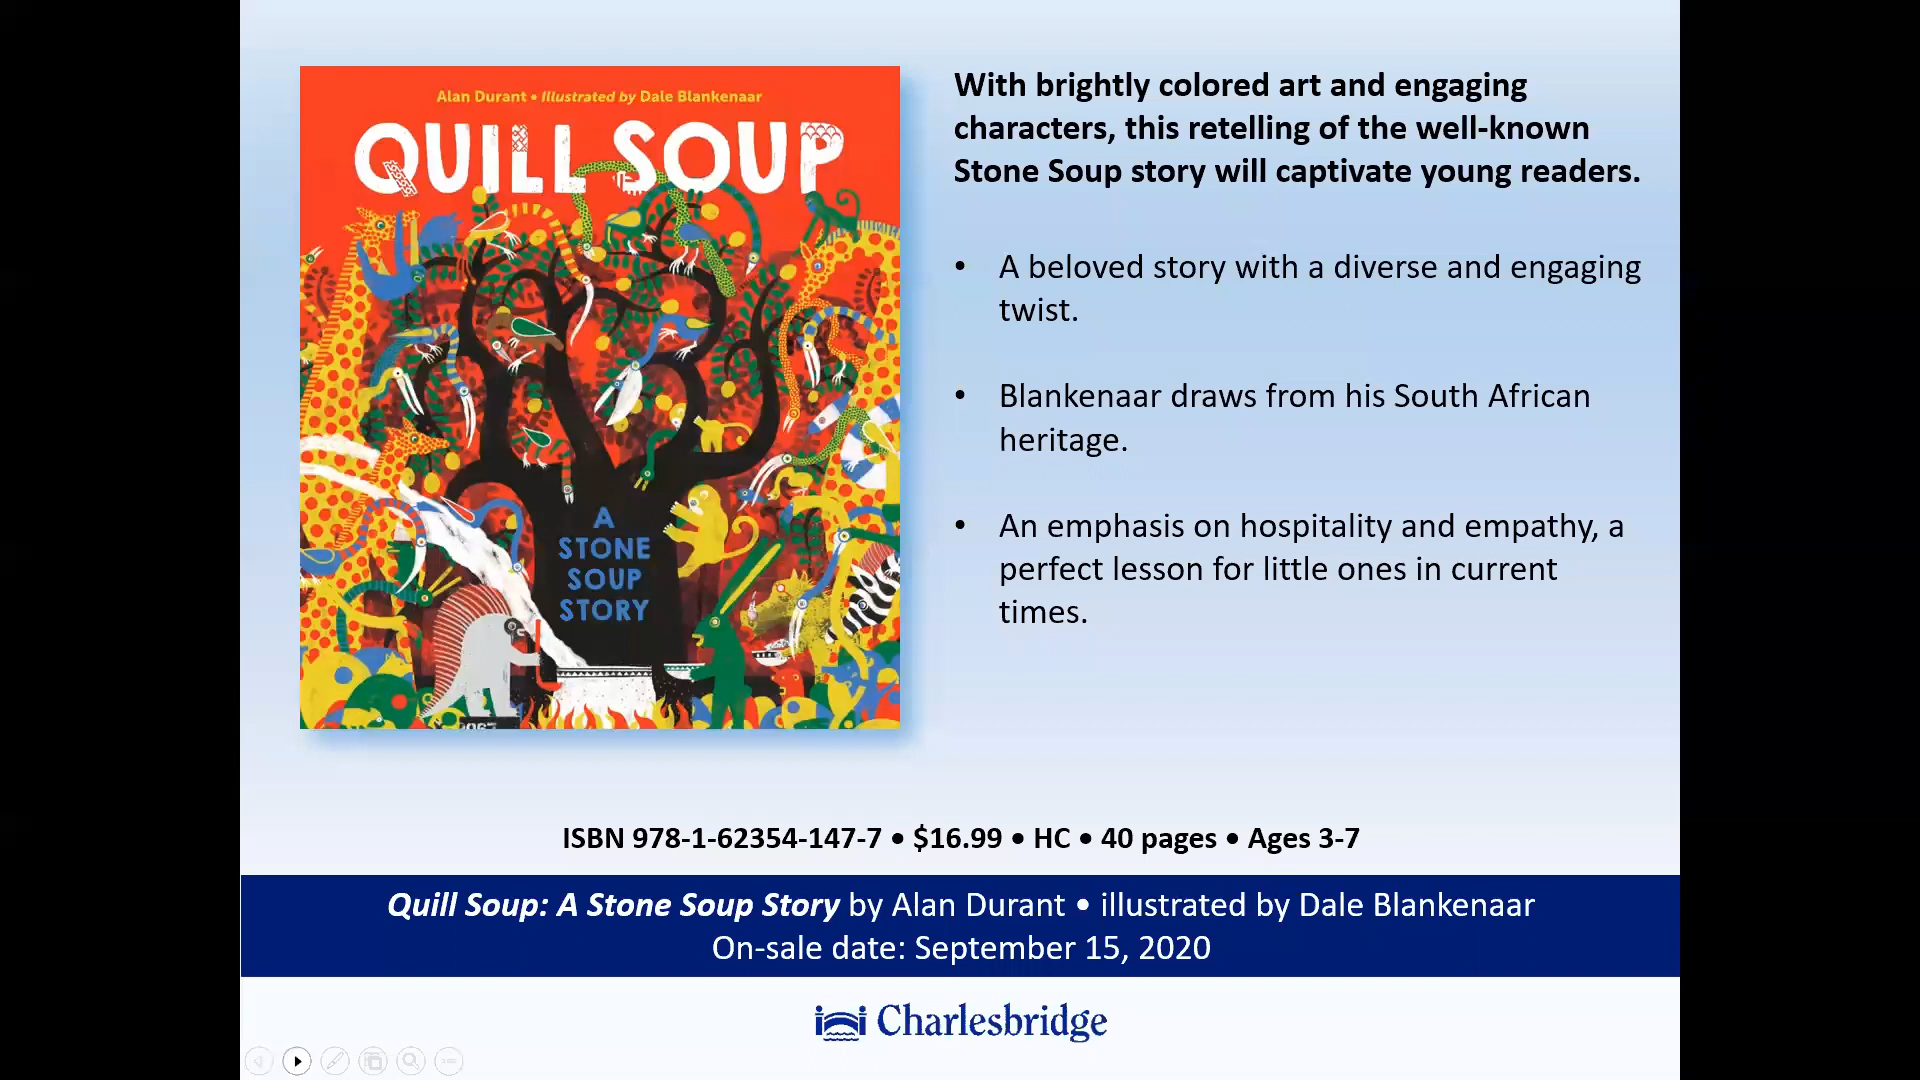 Alan Durant • Illustrated by Dale Blankenaar
QUILL SOUP
A
STONE
SOUP
STORY
With brightly colored art and engaging
characters, this retelling of the well-known
Stone Soup story will captivate young readers.
• A beloved story with a diverse and engaging
twist.
• Blankenaar draws from his South African
heritage.
• An emphasis on hospitality and empathy, a
perfect lesson for little ones in current
times.
ISBN 978-1-62354-147-7 • $16.99 • HC • 40 pages • Ages 3-7
Quill Soup: A Stone Soup Story by Alan Durant • illustrated by Dale Blankenaar
On-sale date: September 15, 2020
Charlesbridge